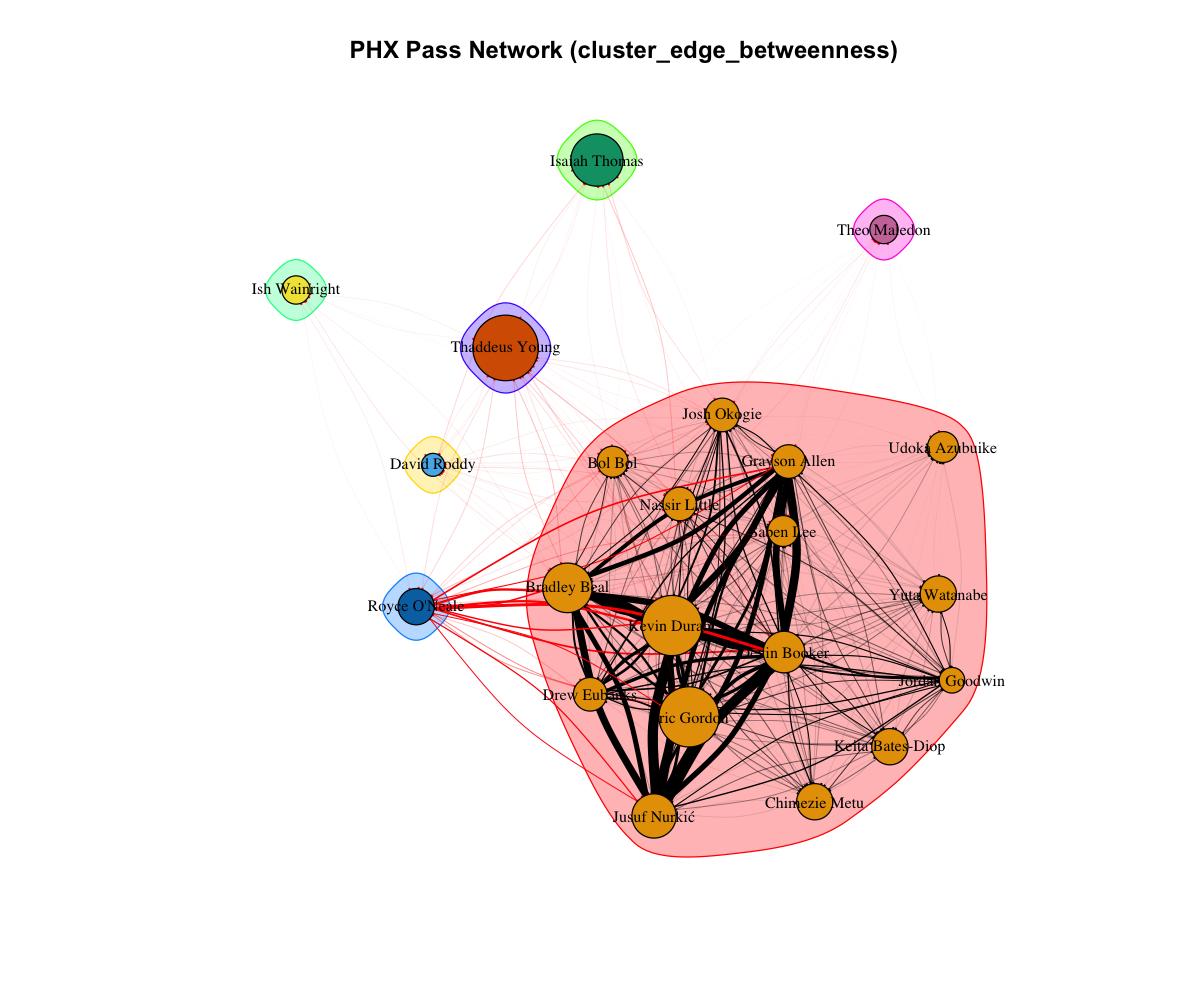 PHX Pass Network (cluster_edge_betweenness)
Isaiah Thomas
Theo Maledon
Ish Wainright
Thaddeus Young
Josh Okogie
Udoka Azubuike
David Roddy
Bol Bol
Grayson Allen
Nassir Little
Saben Lee
Bradley Beal
Yuta Watanabe
Royce O'Neale
Kevin Durant
Devin Booker
Jordan Goodwin
Drew Eubanks
Eric Gordon
Keita Bates-Diop
Chimezie Metu
Jusuf Nurkić